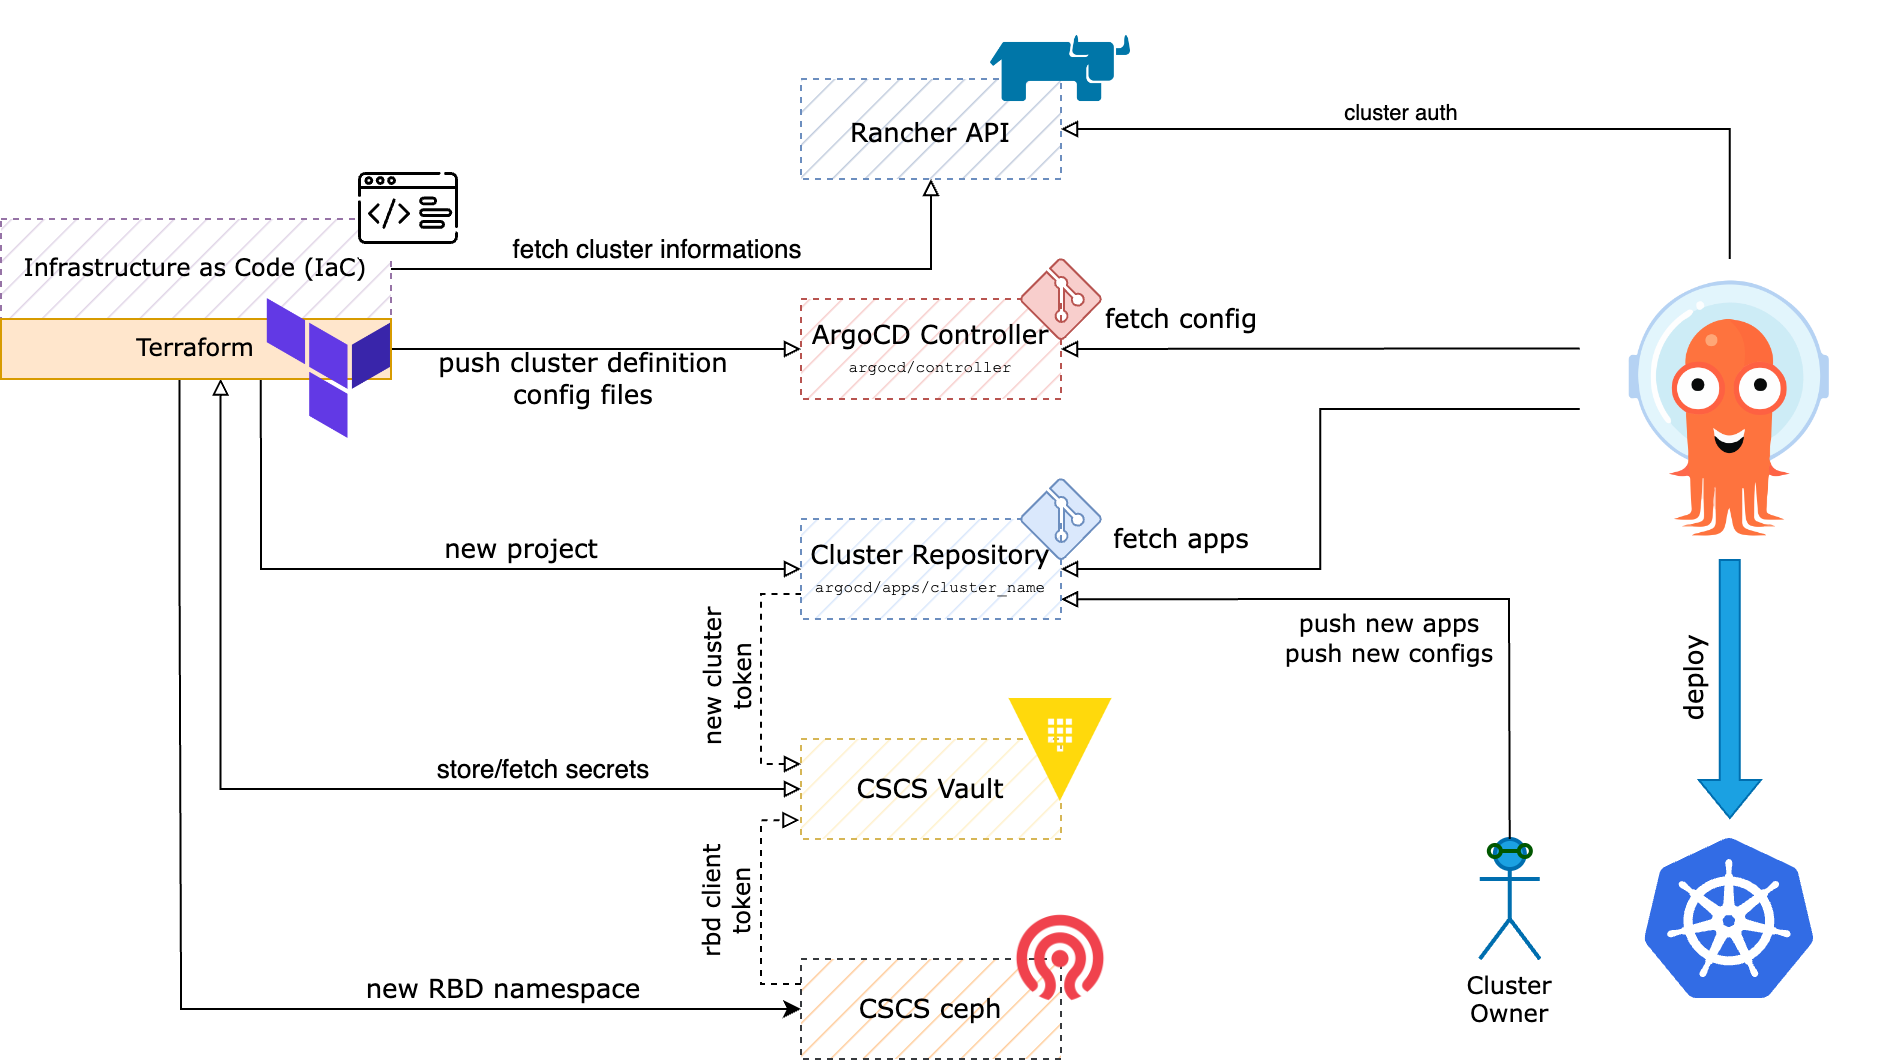 Rancher API
cluster auth
</>
Infrastructure as Code (IaC)
fetch cluster informations
Terraform
push cluster definition
config files
ArgoCD Controller
argocd/controller
fetch config
new project
Cluster Repository
argocd/apps/cluster_name
fetch apps
push new apps
push new configs
new cluster
token
deploy
store/fetch secrets
CSCS Vault
rbd client
token
new RBD namespace
CSCS ceph
Cluster
Owner